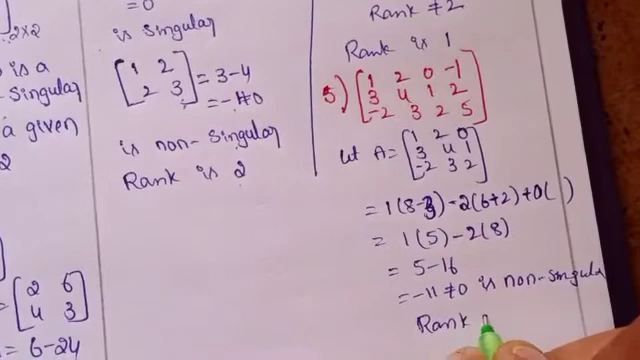 ]2×2
is a
singular
a given
2
= [2 6
4 3]
= 6-24
= 0
is singular
[1 2
2 3] = 3-4
= -1≠0
is non-singular
Rank is 2
Rank ≠ 2
Rank is 1
5) [1 2 0 -1
3 4 1 2
-2 3 2 5]
let A = [1 2 0
3 4 1
-2 3 2]
= 1(8-3) - 2(6+2) + 0( )
= 1(5) - 2(8)
= 5-16
= -11 ≠0 is non-singular
Rank